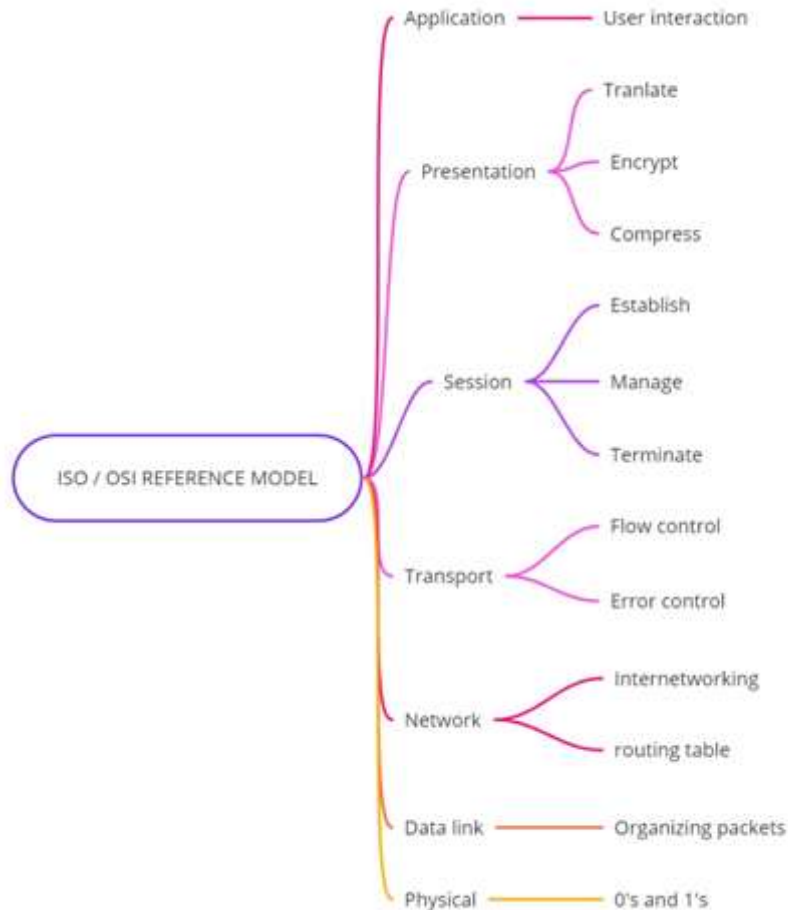 Application
User interaction
Presentation
Tranlate
Encrypt
Compress
Session
Establish
Manage
Terminate
ISO / OSI REFERENCE MODEL
Transport
Flow control
Error control
Network
Internetworking
routing table
Data link
Organizing packets
Physical
0's and 1's